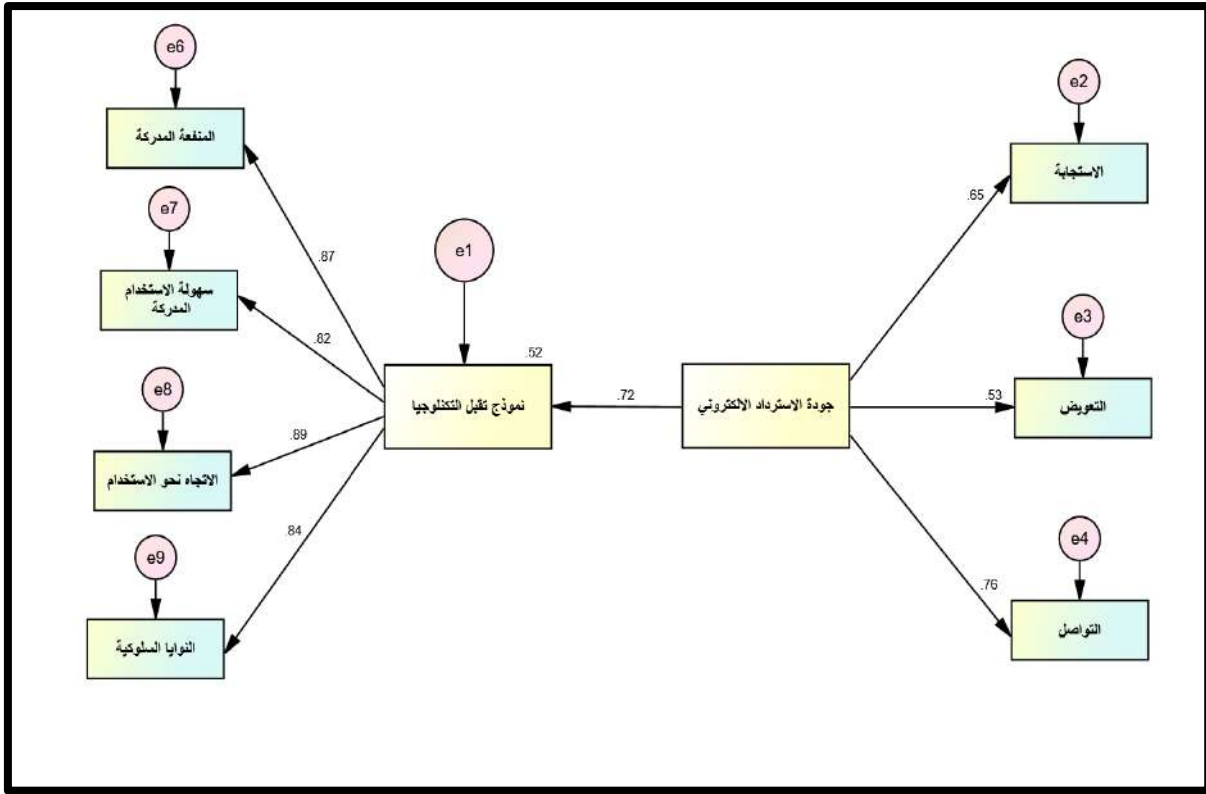 e6
المنفعة المدركة
e7
سهولة الاستخدام
المدركة
e8
الاتجاه نحو الاستخدام
e9
النوايا السلوكية
.87
.82
.89
.84
e1
.52
نموذج تقبل التكنلوجيا
.72
جودة الاسترداد الالكتروني
.65
.53
.76
e2
الاستجابة
e3
التعويض
e4
التواصل